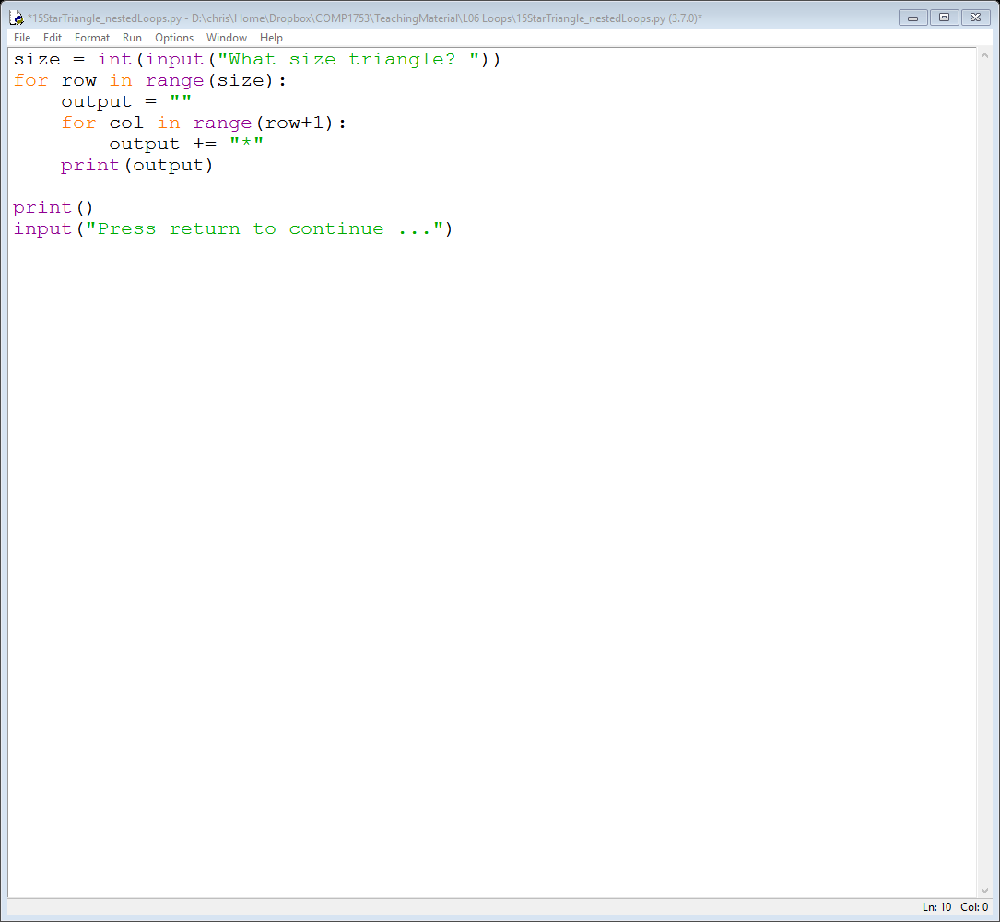 *15StarTriangle_nestedLoops.py - D:\chris\Home\Dropbox\COMP1753\TeachingMaterial\L06 Loops\15StarTriangle_nestedLoops.py (3.7.0)*
File Edit Format Run Options Window Help
size = int(input("What size triangle? "))
for row in range(size):
    output = ""
    for col in range(row+1):
        output += "*"
    print(output)

print()
input("Press return to continue ...")
Ln: 10 Col: 0